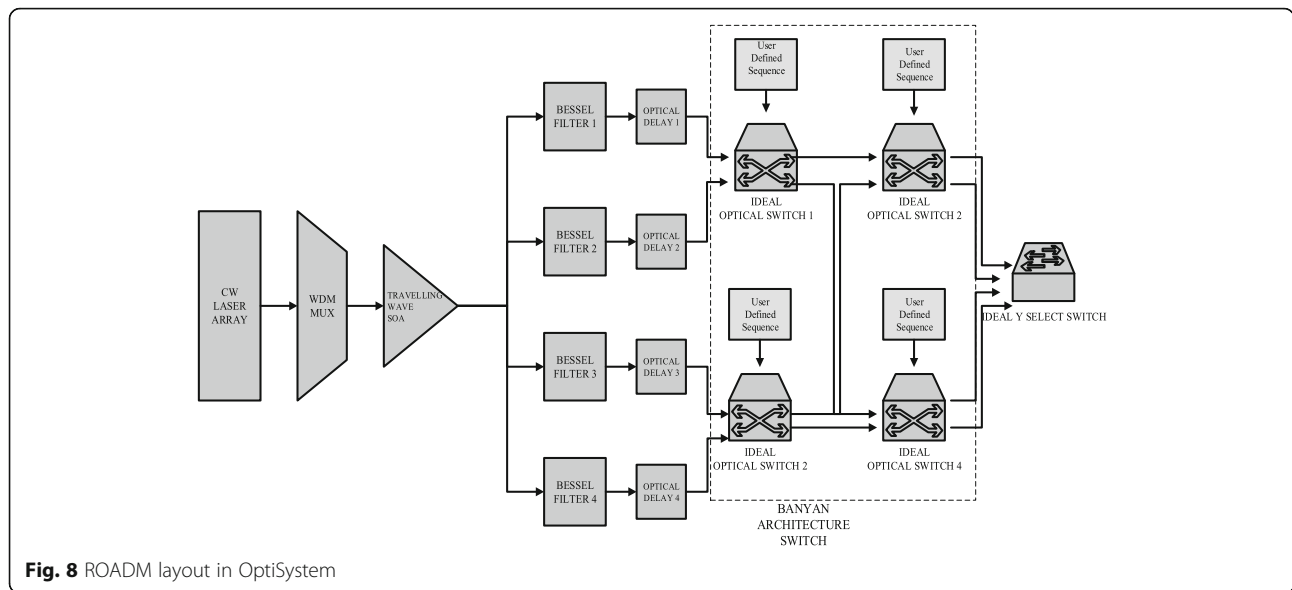 User
Defined
Sequence
User
Defined
Sequence
BESSEL
FILTER 1
OPTICAL
DELAY 1
IDEAL
OPTICAL SWITCH 1
IDEAL
OPTICAL SWITCH 2
BESSEL
FILTER 2
OPTICAL
DELAY 2
CW
LASER
ARRAY
WDM
MUX
TRAVELLING
WAVE
SOA
IDEAL Y SELECT SWITCH
User
Defined
Sequence
User
Defined
Sequence
BESSEL
FILTER 3
OPTICAL
DELAY 3
IDEAL
OPTICAL SWITCH 2
IDEAL
OPTICAL SWITCH 4
BESSEL
FILTER 4
OPTICAL
DELAY 4
BANYAN
ARCHITECTURE
SWITCH
Fig. 8 ROADM layout in OptiSystem